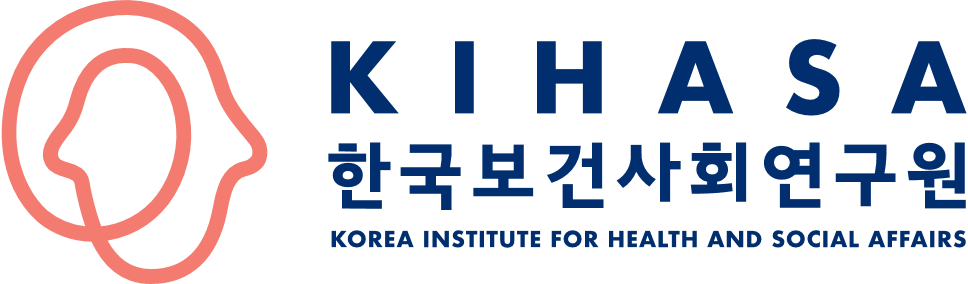 KIHASA
한국보건사회연구원
KOREA INSTITUTE FOR HEALTH AND SOCIAL AFFAIRS